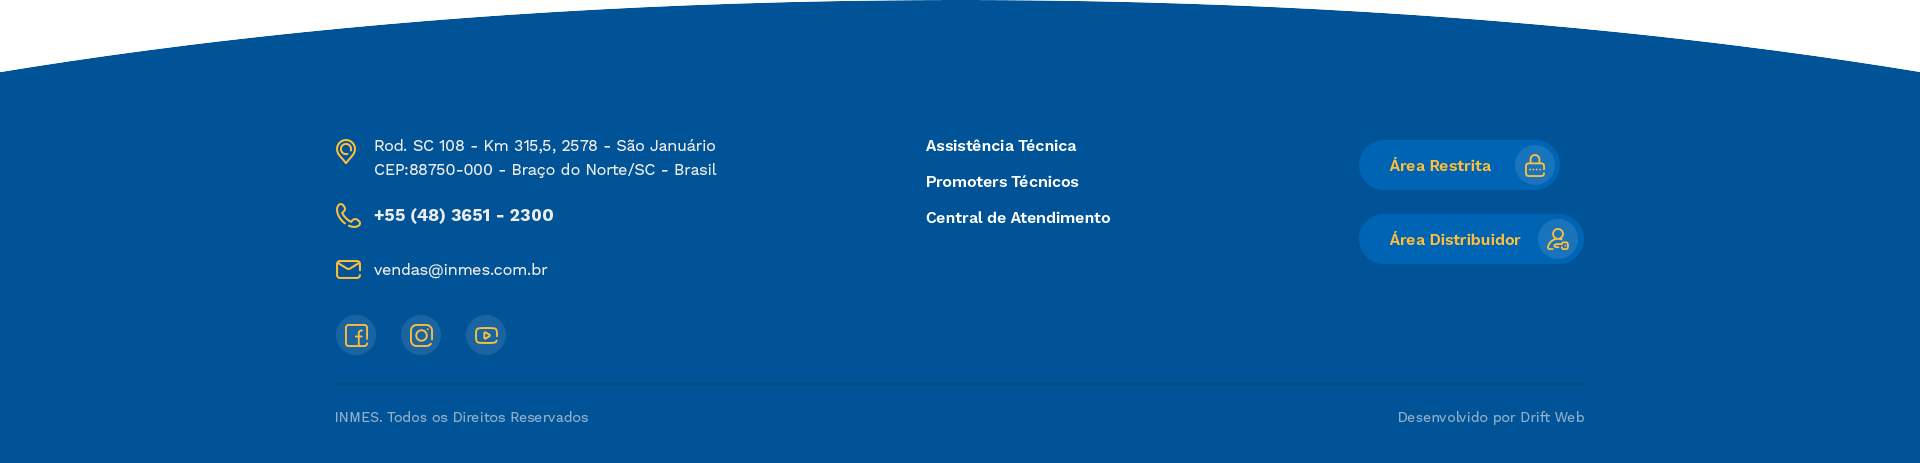 Rod. SC 108 - Km 315,5, 2578 - São Januário
CEP:88750-000 - Braço do Norte/SC - Brasil
+55 (48) 3651 - 2300
vendas@inmes.com.br
Assistência Técnica
Promoters Técnicos
Central de Atendimento
Área Restrita
Área Distribuidor
INMES. Todos os Direitos Reservados
Desenvolvido por Drift Web